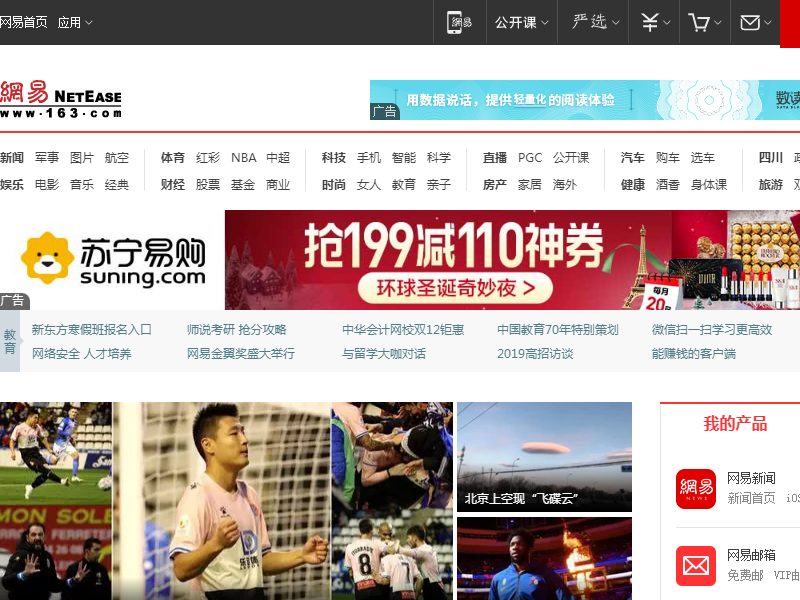 网易首页 应用
網易 公开课 严选
網易 NETEASE
www.163.com
用数据说话，提供轻量化的阅读体验
数读
广告
新闻 军事 图片 航空 体育 红彩 NBA 中超 科技 手机 智能 科学 直播 PGC 公开课 汽车 购车 选车 四川
娱乐 电影 音乐 经典 财经 股票 基金 商业 时尚 女人 教育 亲子 房产 家居 海外 健康 酒香 身体课 旅游
苏宁易购
suning.com
抢199减110神券
环球圣诞奇妙夜 >
每月
20
广告
教育
新东方寒假班报名入口 师说考研 抢分攻略 中华会计网校双12钜惠 中国教育70年特别策划 微信扫一扫学习更高效
网络安全 人才培养 网易金翼奖盛大举行 与留学大咖对话 2019高招访谈 能赚钱的客户端
北京上空现“飞碟云”
我的产品
網易
NEWS
网易新闻
新闻首页 iOS
网易邮箱
免费邮 VIP邮
MON SOLE
8